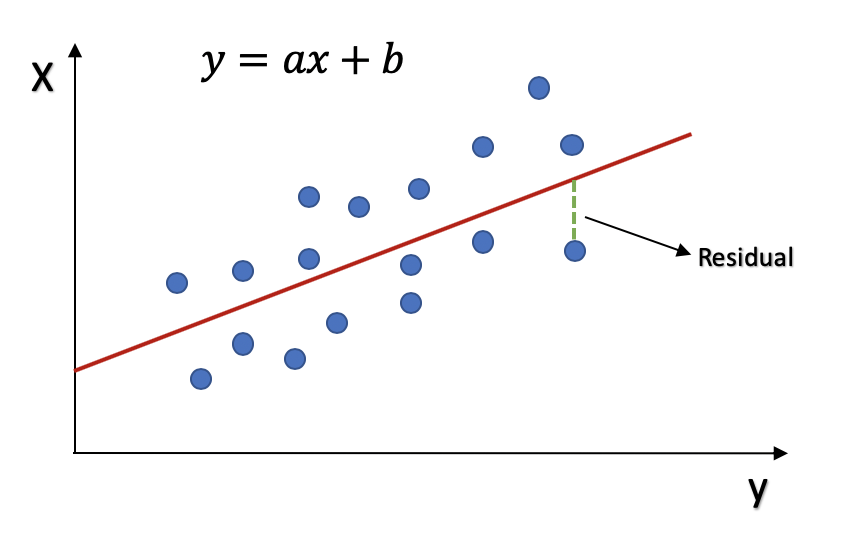 y = ax + b
X
Residual
y